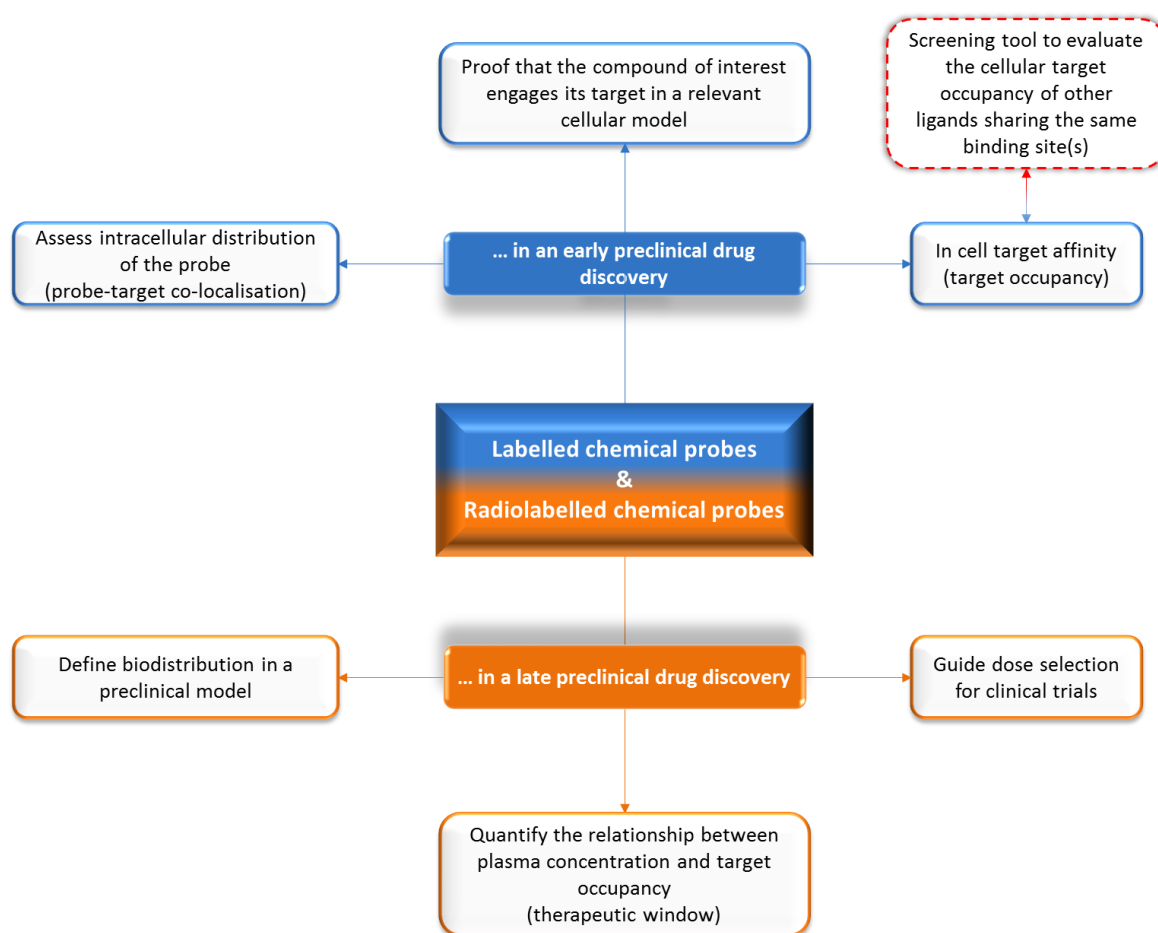 Proof that the compound of interest
engages its target in a relevant
cellular model
Screening tool to evaluate
the cellular target
occupancy of other
ligands sharing the same
binding site(s)
Assess intracellular distribution
of the probe
(probe-target co-localisation)
... in an early preclinical drug
discovery
In cell target affinity
(target occupancy)
Labelled chemical probes
&
Radiolabelled chemical probes
Define biodistribution in a
preclinical model
... in a late preclinical drug discovery
Guide dose selection
for clinical trials
Quantify the relationship between
plasma concentration and target
occupancy
(therapeutic window)